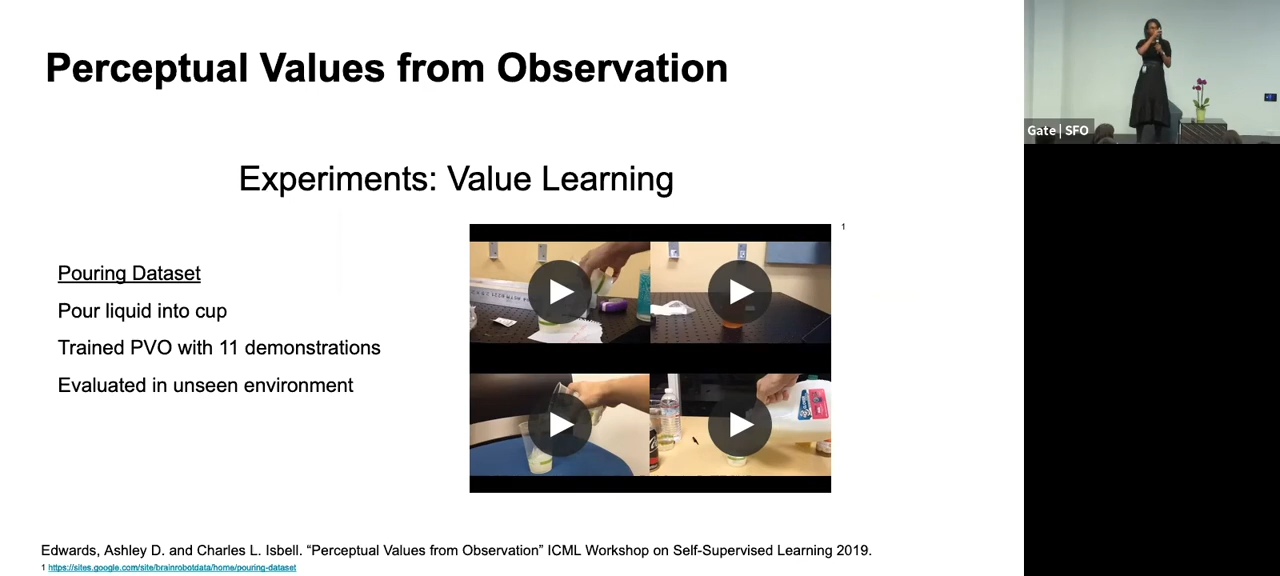 Perceptual Values from Observation
Gate | SFO
Experiments: Value Learning
1
Pouring Dataset
Pour liquid into cup
Trained PVO with 11 demonstrations
Evaluated in unseen environment
Edwards, Ashley D. and Charles L. Isbell. “Perceptual Values from Observation” ICML Workshop on Self-Supervised Learning 2019.
1 https://sites.google.com/site/brainrobotdata/home/pouring-dataset